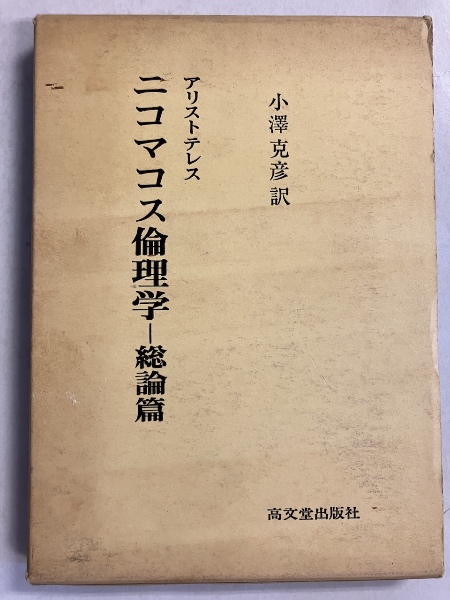 小澤克彦訳
アリストテレス
ニコマコス倫理学―総論篇
高文堂出版社